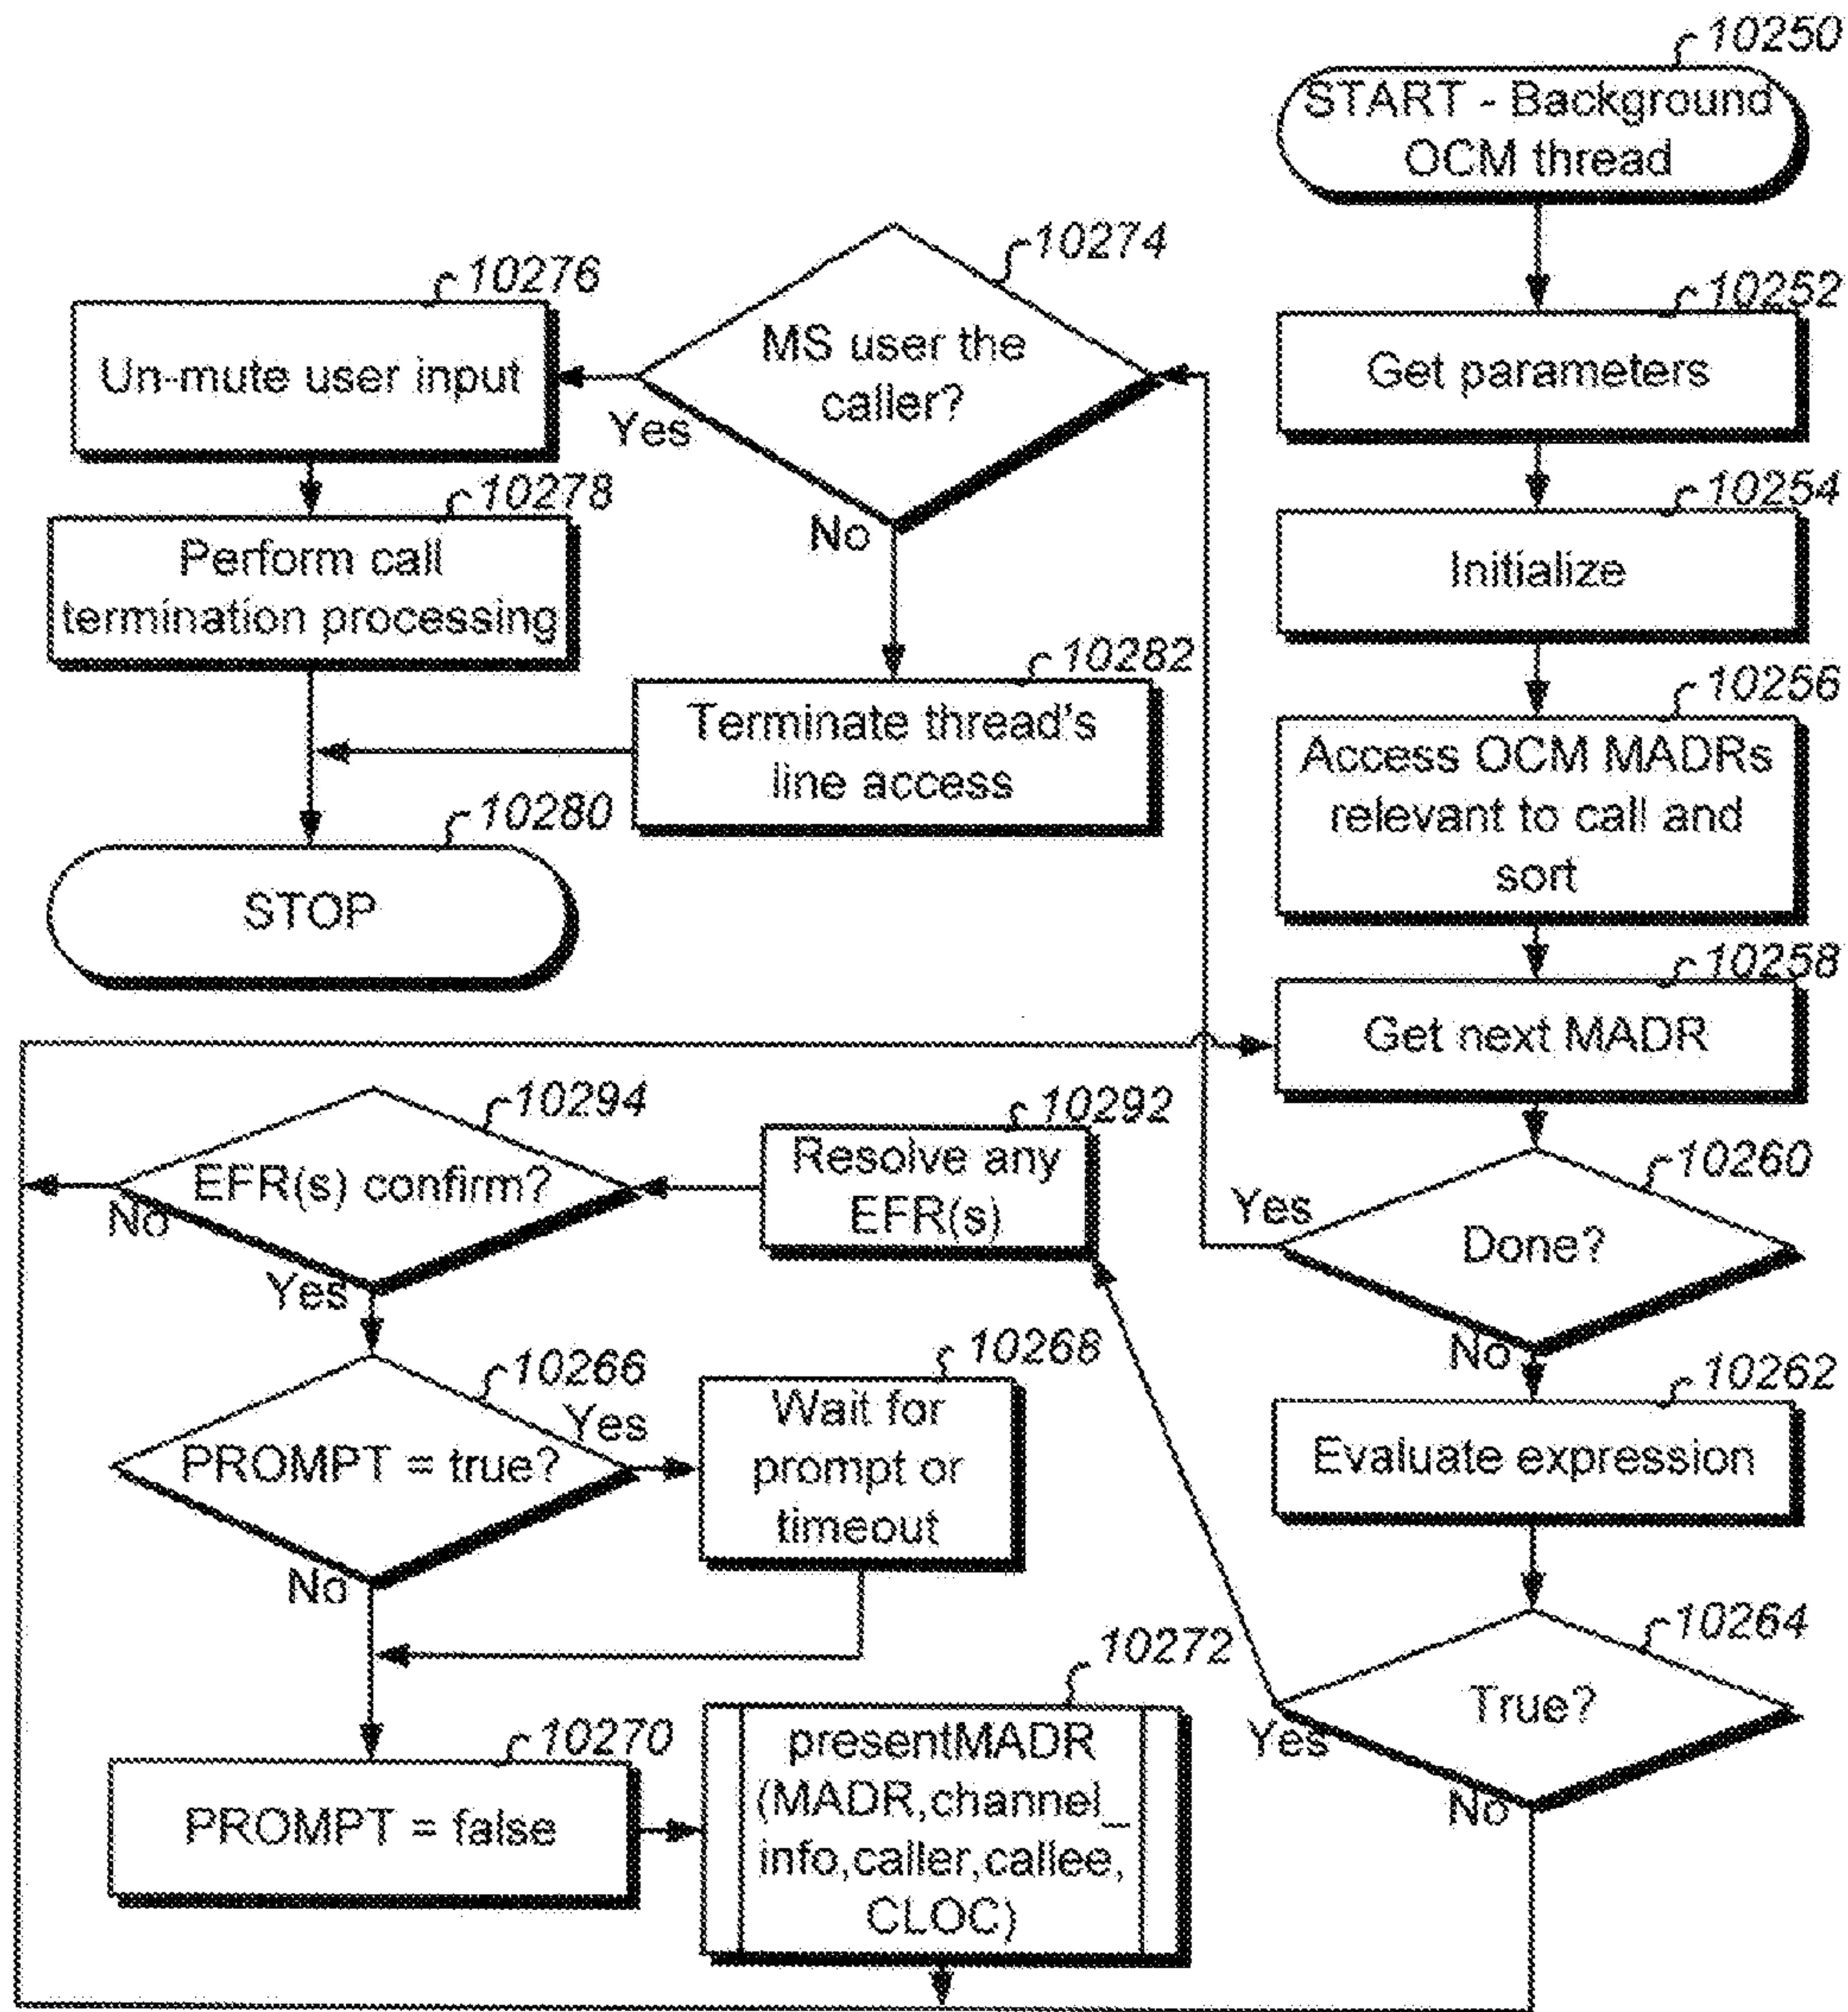 10250
START - Background
OCM thread
10252
Get parameters
10254
Initialize
10256
Access OCM MADRs
relevant to call and
sort
10258
Get next MADR
10260
Done?
Yes
No
10262
Evaluate expression
10264
True?
Yes
No
10274
MS user the
caller?
Yes
No
10276
Un-mute user input
10278
Perform call
termination processing
10282
Terminate thread's
line access
10280
STOP
10292
Resolve any
EFR(s)
10294
EFR(s) confirm?
No
Yes
10266
PROMPT = true?
Yes
No
10268
Wait for
prompt or
timeout
10270
PROMPT = false
10272
presentMADR
(MADR,channel_
info,caller,callee,
CLOC)